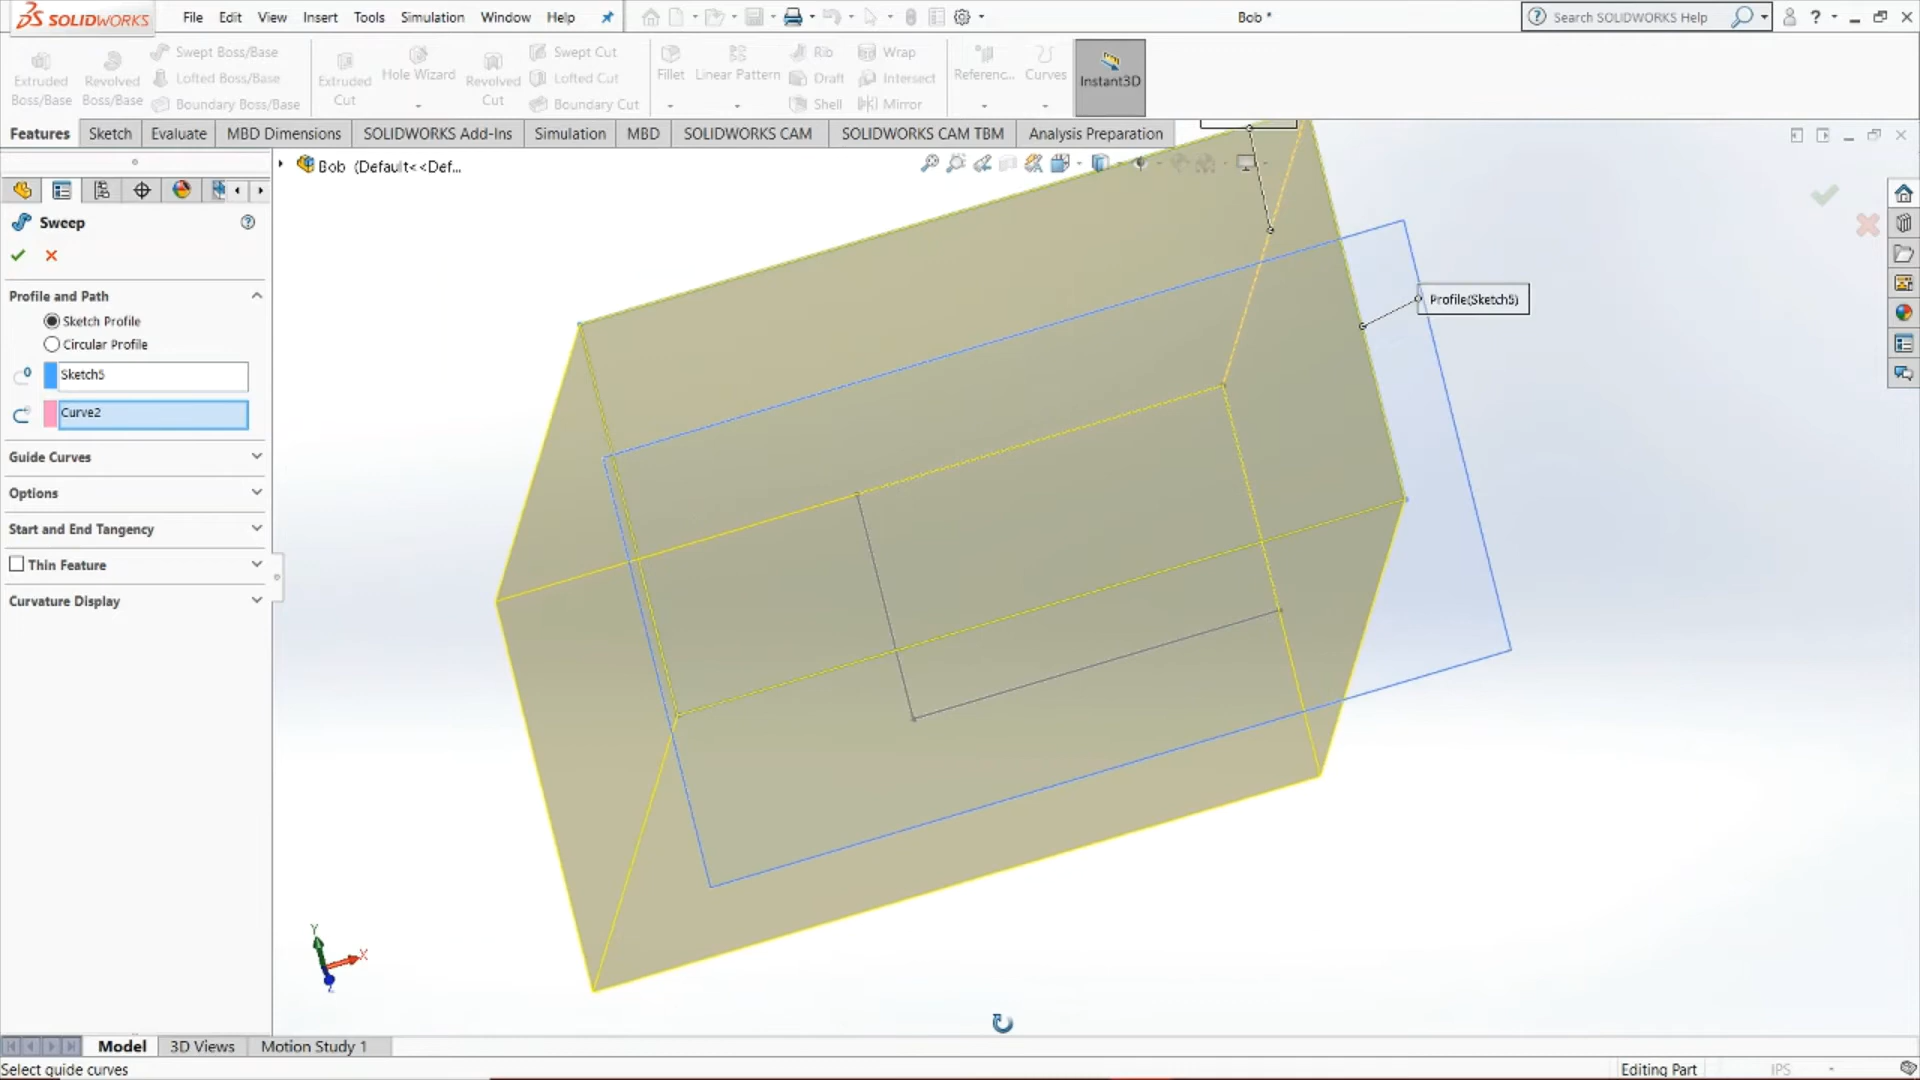 SOLIDWORKS
File Edit View Insert Tools Simulation Window Help
Bob *
Search SOLIDWORKS Help
Extruded Boss/Base
Revolved Boss/Base
Swept Boss/Base
Lofted Boss/Base
Boundary Boss/Base
Extruded Cut
Hole Wizard
Revolved Cut
Swept Cut
Lofted Cut
Boundary Cut
Fillet
Linear Pattern
Rib
Draft
Shell
Wrap
Intersect
Mirror
Referenc...
Curves
Instant3D
Features Sketch Evaluate MBD Dimensions SOLIDWORKS Add-Ins Simulation MBD SOLIDWORKS CAM SOLIDWORKS CAM TBM Analysis Preparation
Bob (Default<<Def...
Sweep
Profile and Path
Sketch Profile
Circular Profile
Sketch5
Curve2
Guide Curves
Options
Start and End Tangency
Thin Feature
Curvature Display
Profile(Sketch5)
Y
X
Z
Model 3D Views Motion Study 1
Select guide curves
Editing Part
IPS